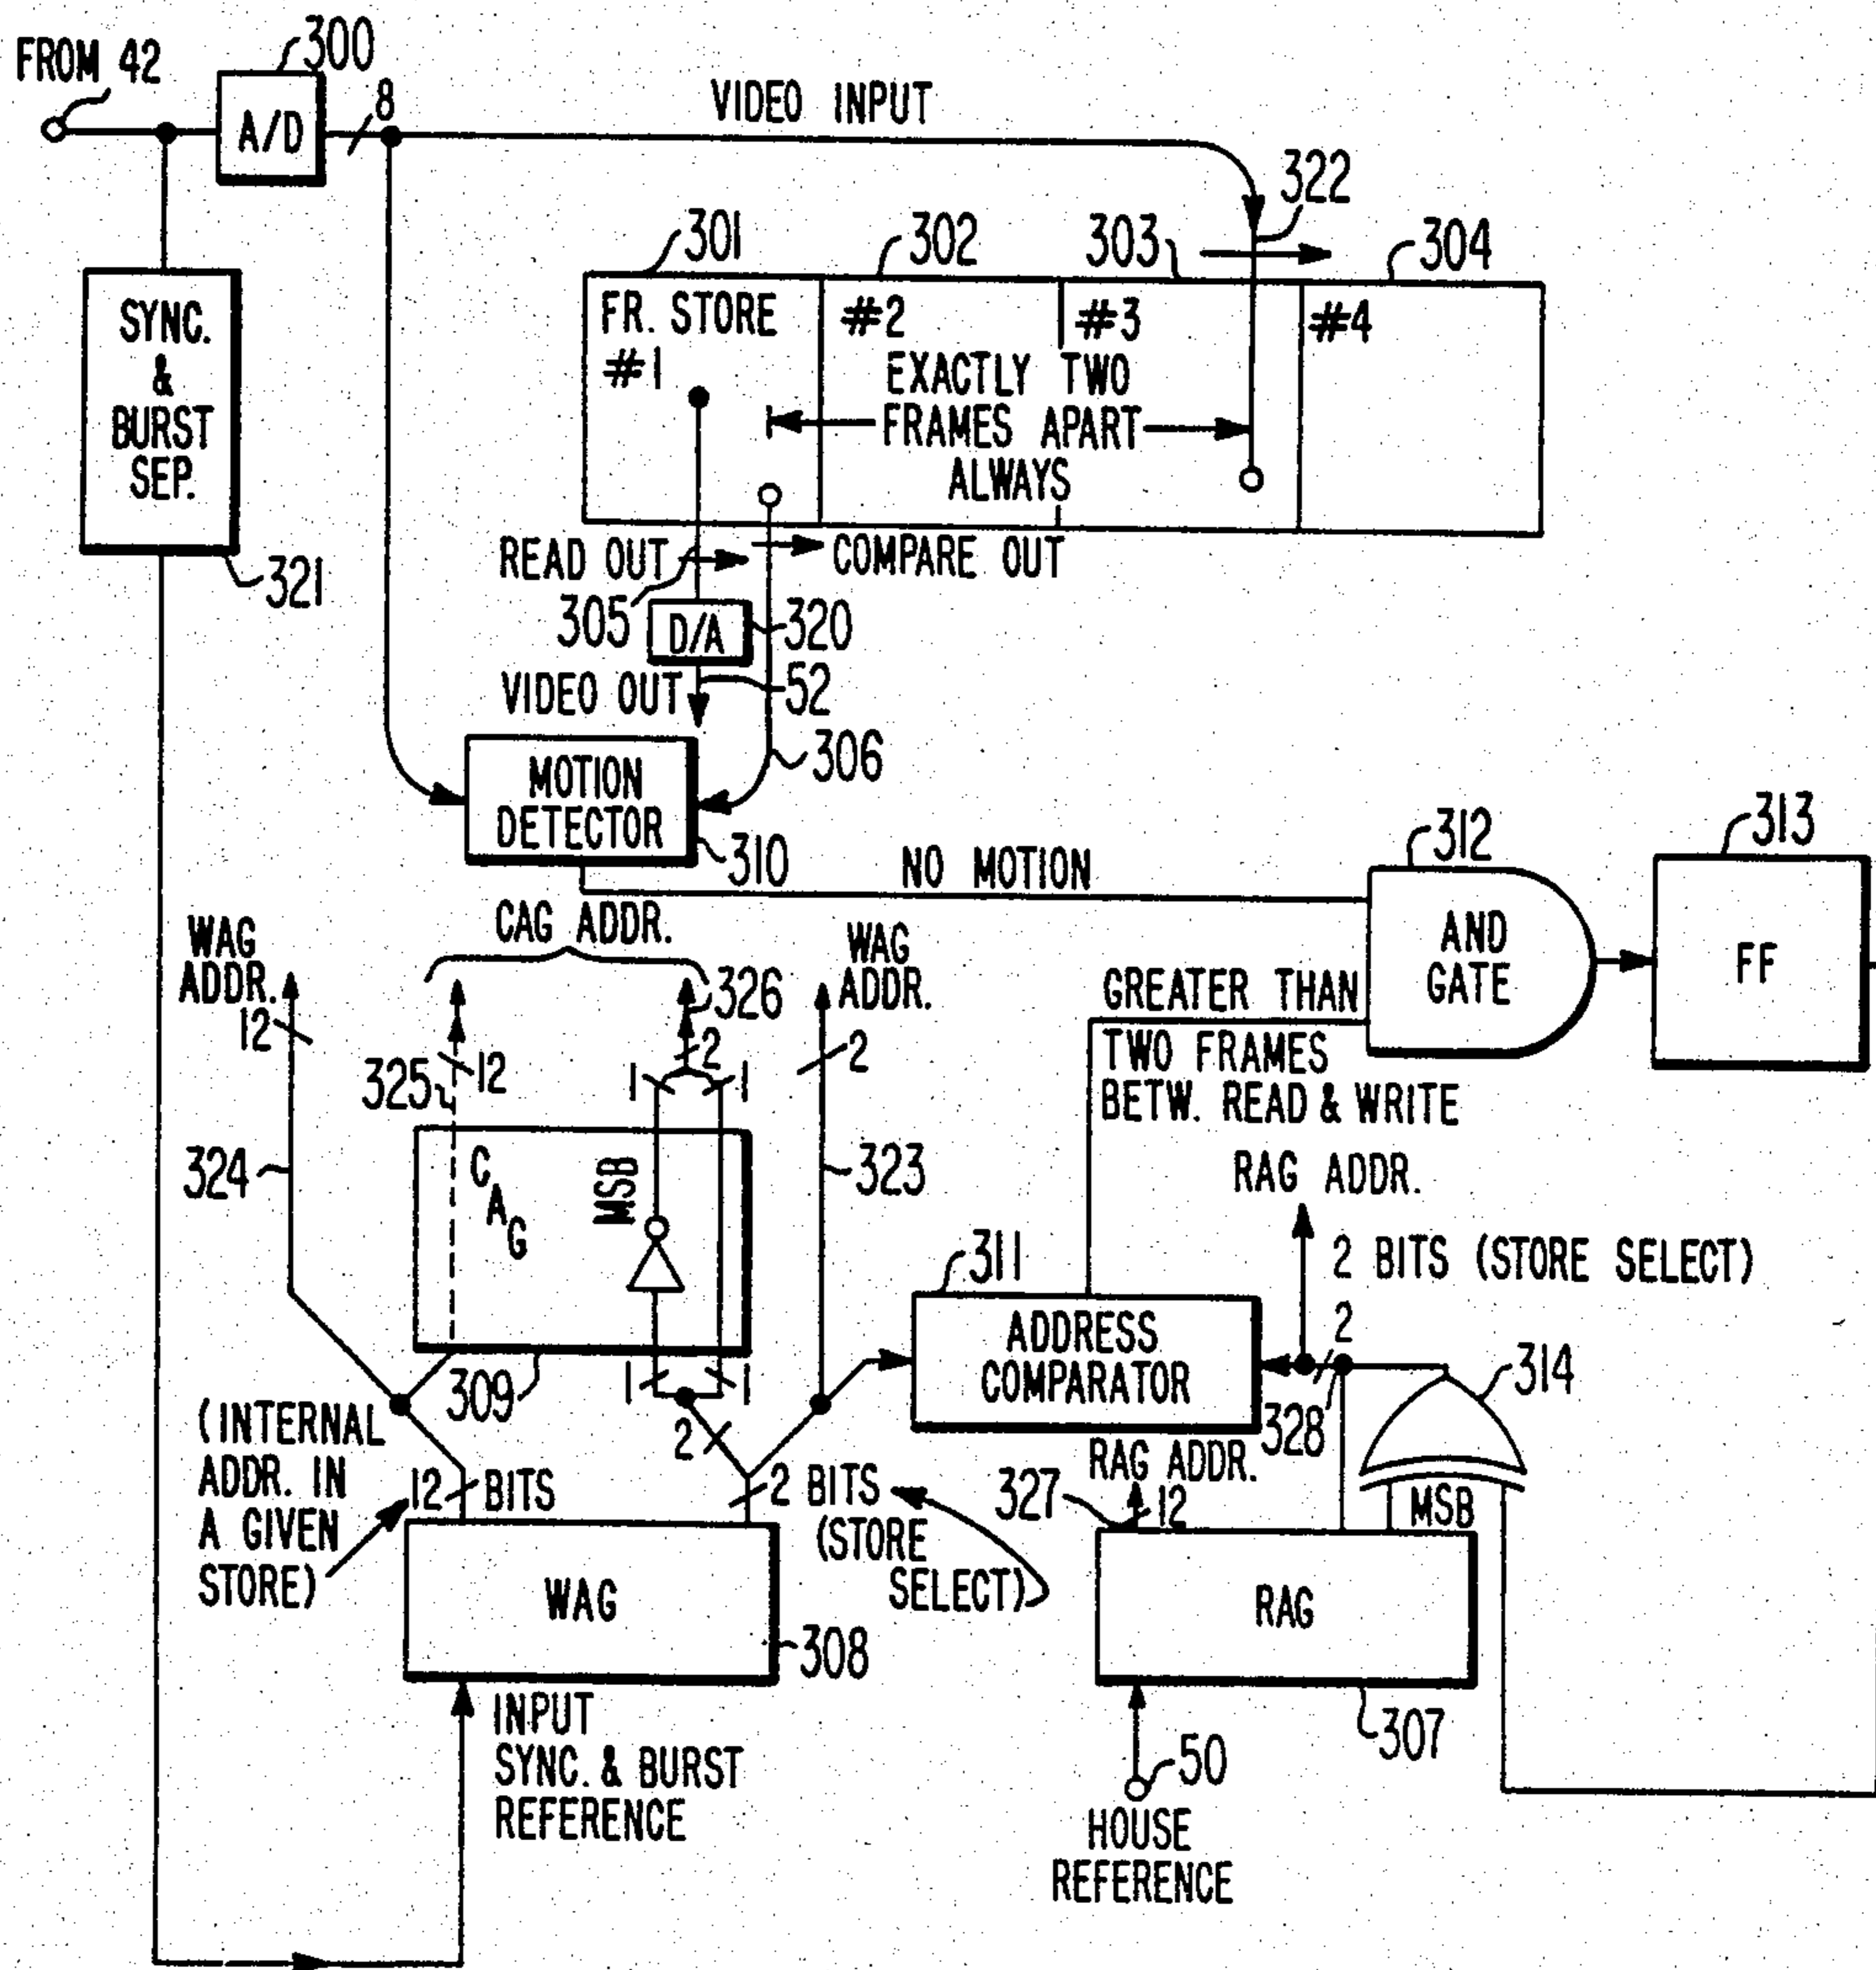 FROM 42
300
A/D
8
VIDEO INPUT
322
301
302
303
304
FR. STORE
#1
#2
#3
#4
EXACTLY TWO
FRAMES APART
ALWAYS
SYNC.
&
BURST
SEP.
321
READ OUT
COMPARE OUT
305
D/A
320
VIDEO OUT
52
306
MOTION
DETECTOR
310
NO MOTION
312
AND
GATE
313
FF
GREATER THAN
TWO FRAMES
BETW. READ & WRITE
WAG
ADDR.
12
CAG ADDR.
326
WAG
ADDR.
2
325
12
2
1
1
324
C
A
G
MSB
323
309
1
1
2
311
ADDRESS
COMPARATOR
RAG ADDR.
2 BITS (STORE SELECT)
2
328
314
(INTERNAL
ADDR. IN
A GIVEN
STORE)
12 BITS
2 BITS
(STORE
SELECT)
WAG
308
INPUT
SYNC. & BURST
REFERENCE
RAG ADDR.
327
12
MSB
RAG
307
50
HOUSE
REFERENCE